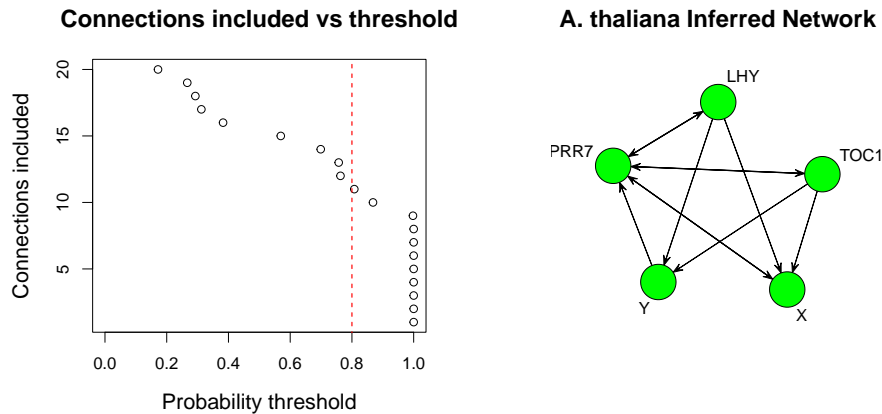 Connections included vs threshold
20
15
10
5
Connections included
0.0 0.2 0.4 0.6 0.8 1.0
Probability threshold
A. thaliana Inferred Network
LHY
PRR7
TOC1
Y
X